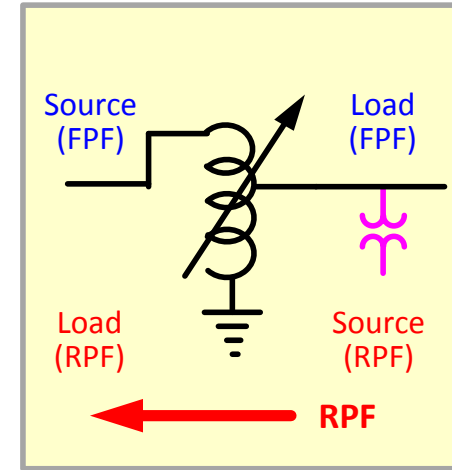 Source
(FPF)
Load
(FPF)
Load
(RPF)
Source
(RPF)
RPF